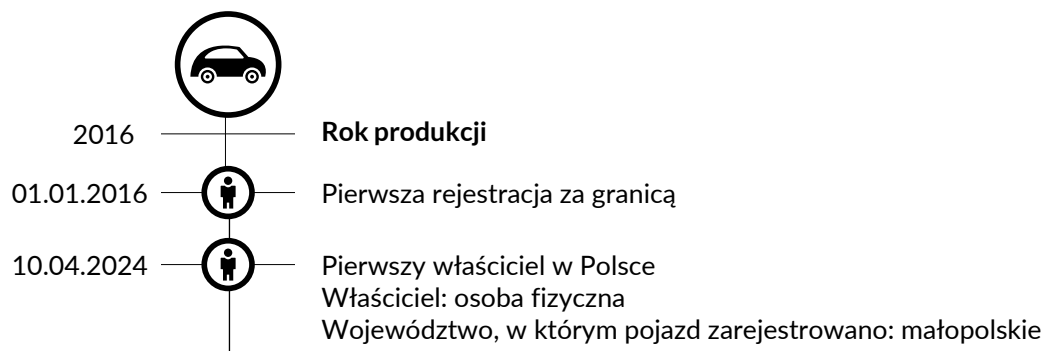 2016 Rok produkcji
01.01.2016 Pierwsza rejestracja za granicą
10.04.2024 Pierwszy właściciel w Polsce
Właściciel: osoba fizyczna
Województwo, w którym pojazd zarejestrowano: małopolskie